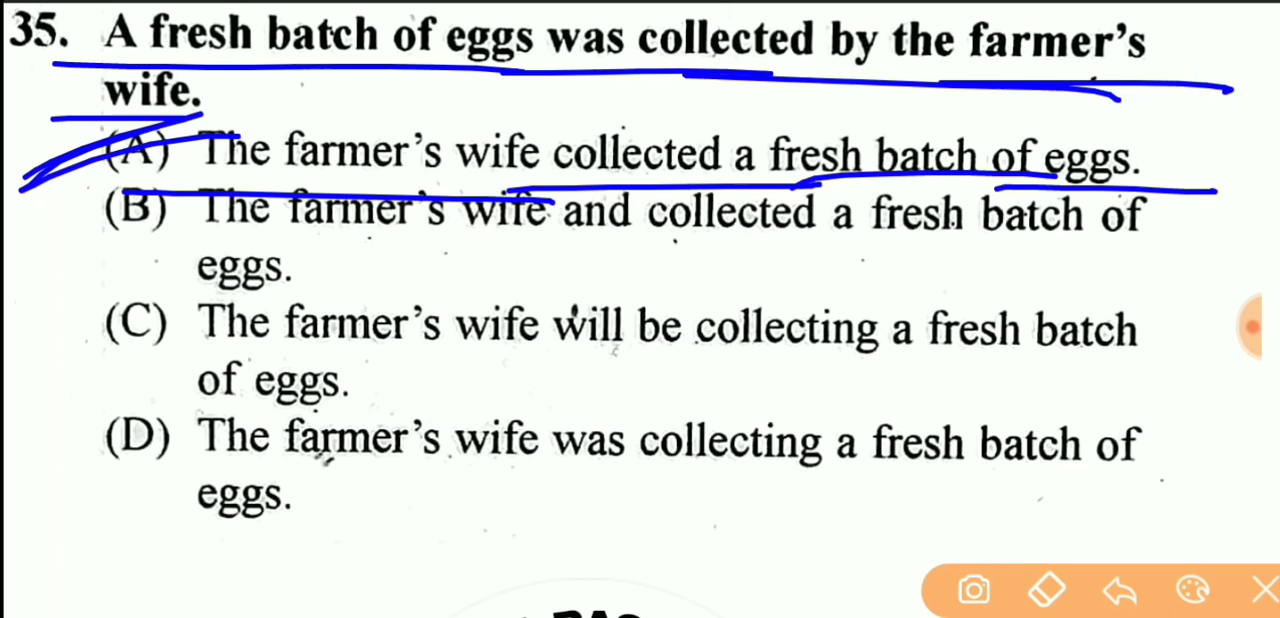 35. A fresh batch of eggs was collected by the farmer's
wife.
(A) The farmer's wife collected a fresh batch of eggs.
(B) The farmer's wife and collected a fresh batch of
eggs.
(C) The farmer's wife will be collecting a fresh batch
of eggs.
(D) The farmer's wife was collecting a fresh batch of
eggs.